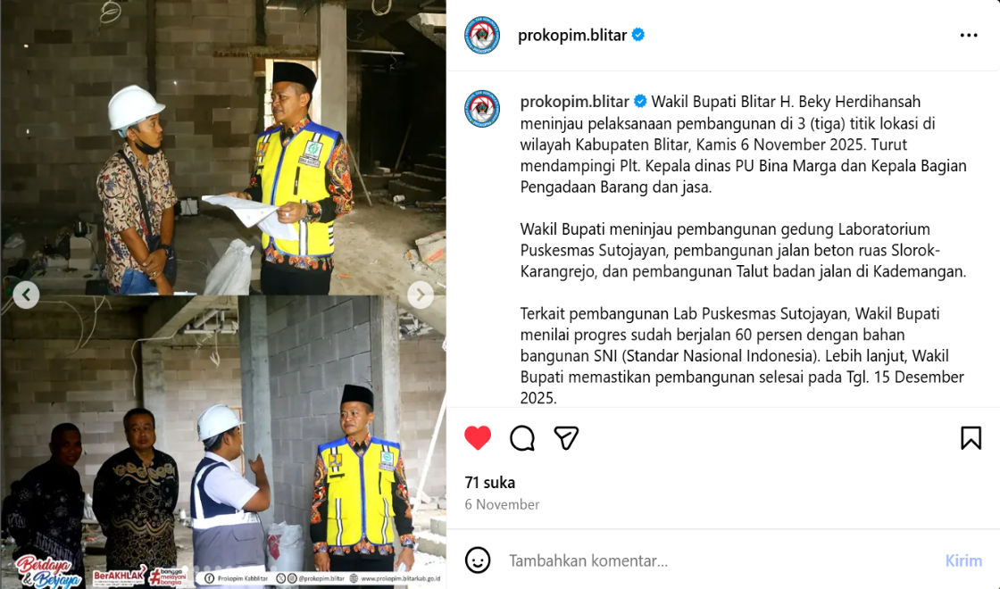 prokopim.blitar
prokopim.blitar Wakil Bupati Blitar H. Beky Herdihansah
meninjau pelaksanaan pembangunan di 3 (tiga) titik lokasi di
wilayah Kabupaten Blitar, Kamis 6 November 2025. Turut
mendampingi Plt. Kepala dinas PU Bina Marga dan Kepala Bagian
Pengadaan Barang dan jasa.
Wakil Bupati meninjau pembangunan gedung Laboratorium
Puskesmas Sutojayan, pembangunan jalan beton ruas Slorok-
Karangrejo, dan pembangunan Talut badan jalan di Kademangan.
Terkait pembangunan Lab Puskesmas Sutojayan, Wakil Bupati
menilai progres sudah berjalan 60 persen dengan bahan
bangunan SNI (Standar Nasional Indonesia). Lebih lanjut, Wakil
Bupati memastikan pembangunan selesai pada Tgl. 15 Desember
2025.
71 suka
6 November
Tambahkan komentar...
Kirim
Berdaya
& Berjaya
BerAKHLAK
#bangga
melayani
bangsa
Prokopim Kabblitar
@prokopim.blitar
www.prokopim.blitarkab.go.id